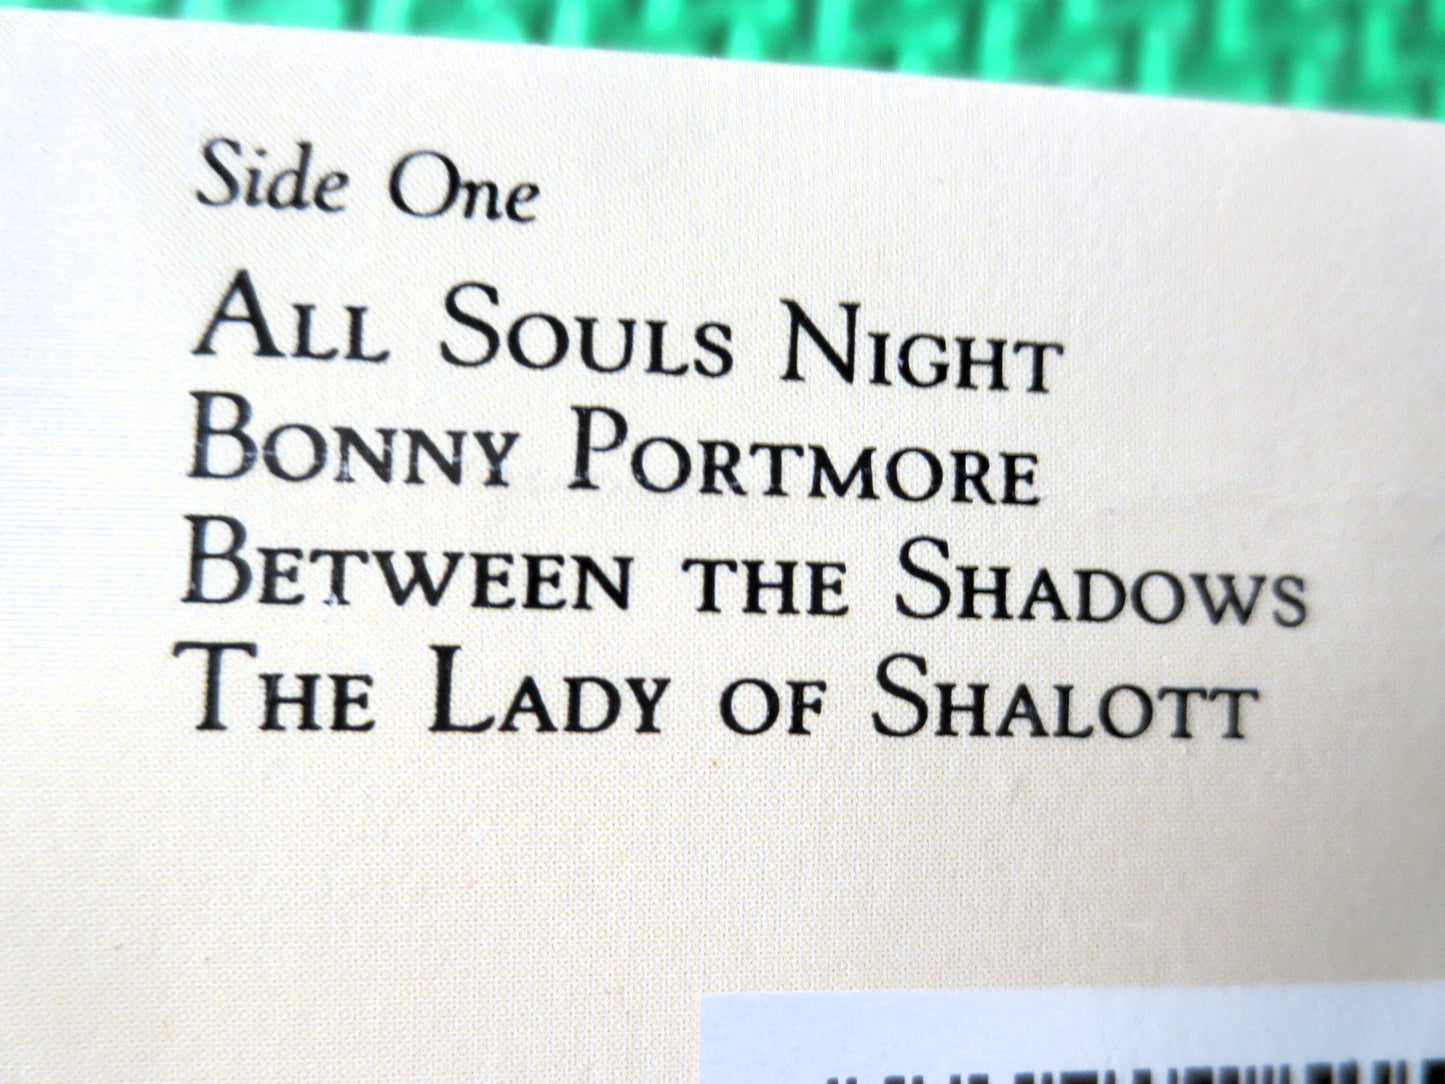 Side One
All Souls Night
Bonny Portmore
Between the Shadows
The Lady of Shalott